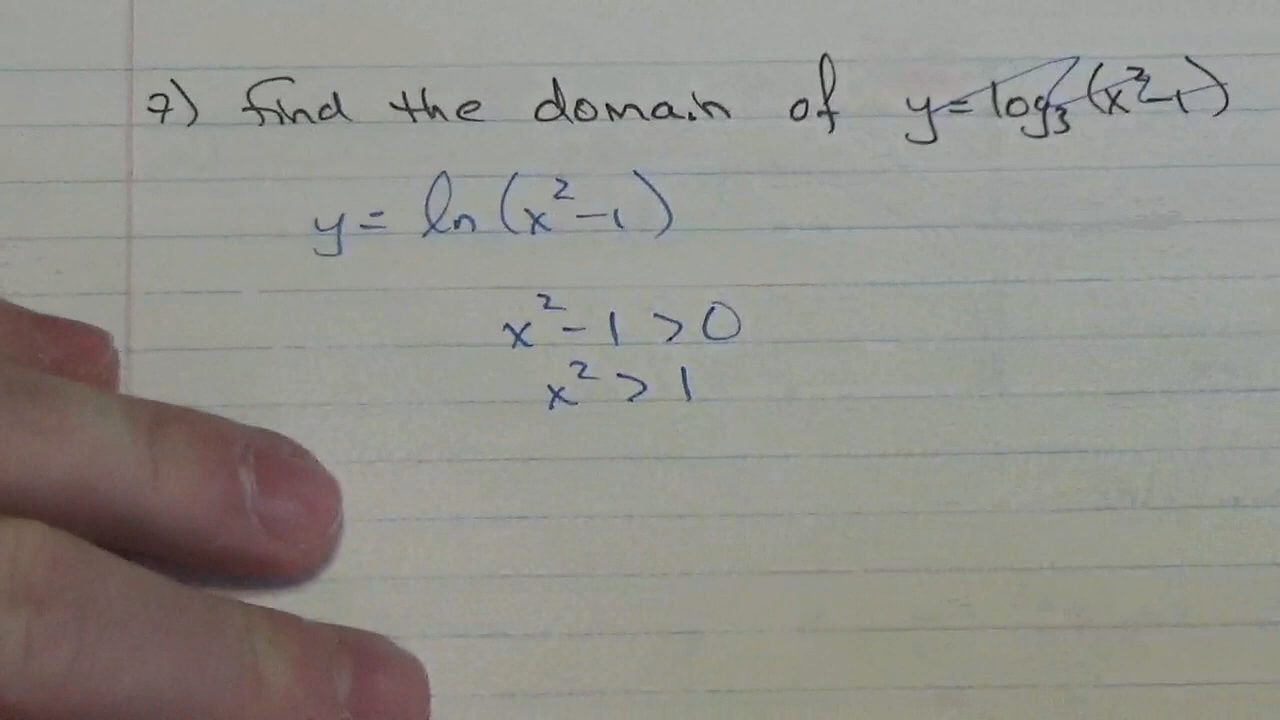 7) find the domain of y=log₃(x²-1)
y = ln(x²-1)
x²-1>0
x²>1